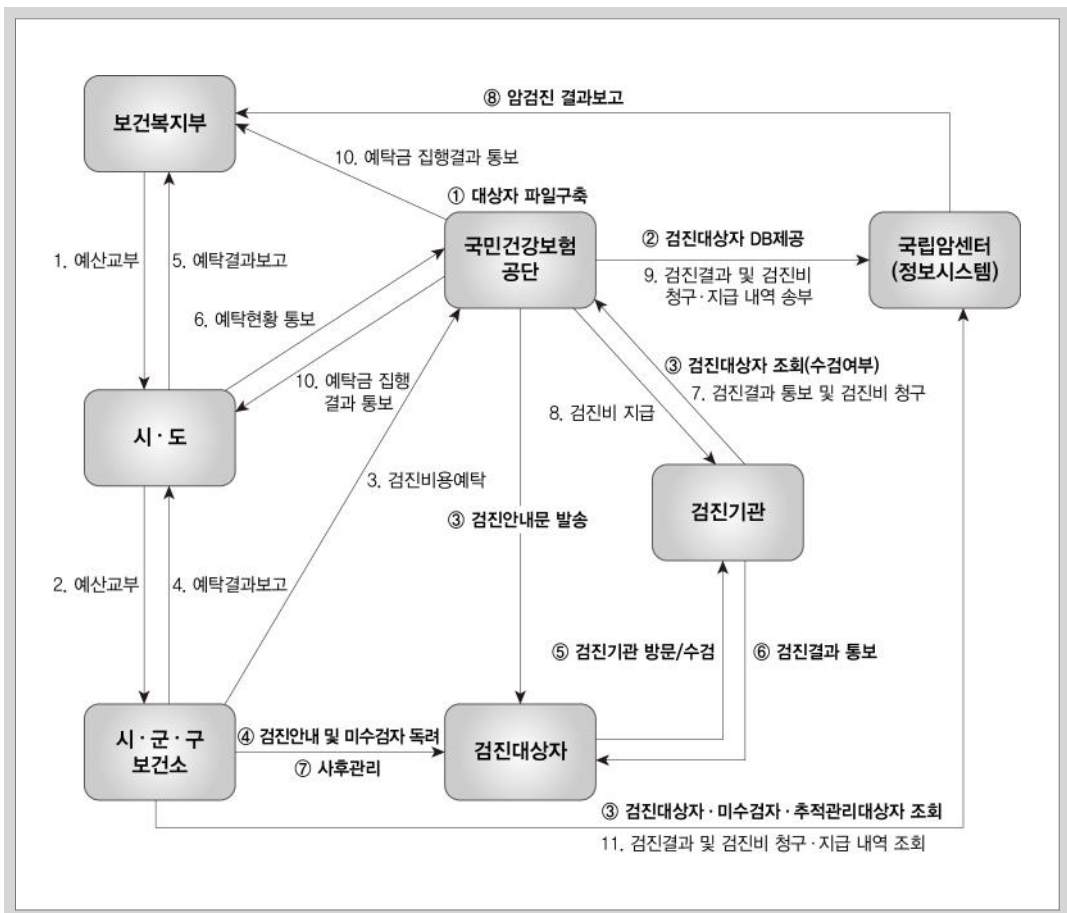 ⑧ 암검진 결과보고
보건복지부
10. 예탁금 집행결과 통보
① 대상자 파일구축
국민건강보험
공단
② 검진대상자 DB제공
9. 검진결과 및 검진비
청구·지급 내역 송부
국립암센터
(정보시스템)
1. 예산교부
5. 예탁결과보고
6. 예탁현황 통보
③ 검진대상자 조회(수검여부)
7. 검진결과 통보 및 검진비 청구
10. 예탁금 집행
결과 통보
8. 검진비 지급
시·도
3. 검진비용예탁
검진기관
③ 검진안내문 발송
2. 예산교부
4. 예탁결과보고
⑤ 검진기관 방문/수검
⑥ 검진결과 통보
시·군·구
보건소
④ 검진안내 및 미수검자 독려
⑦ 사후관리
검진대상자
③ 검진대상자·미수검자·추적관리대상자 조회
11. 검진결과 및 검진비 청구·지급 내역 조회